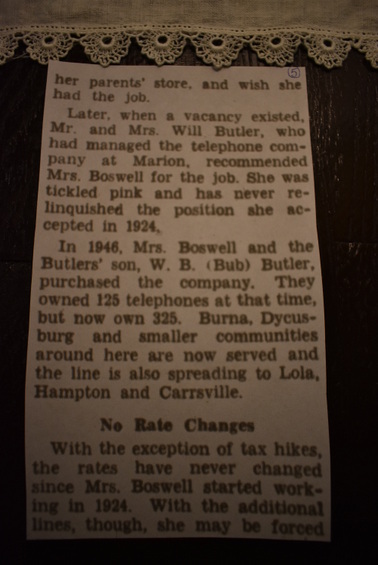 5
her parents' store, and wish she
had the job.
Later, when a vacancy existed,
Mr. and Mrs. Will Butler, who
had managed the telephone com-
pany at Marion, recommended
Mrs. Boswell for the job. She was
tickled pink and has never re-
linquished the position she ac-
cepted in 1924.
In 1946, Mrs. Boswell and the
Butlers' son, W. B. (Bub) Butler,
purchased the company. They
owned 125 telephones at that time,
but now own 325. Burna, Dycus-
burg and smaller communities
around here are now served and
the line is also spreading to Lola,
Hampton and Carrsville.
No Rate Changes
With the exception of tax hikes,
the rates have never changed
since Mrs. Boswell started work-
ing in 1924. With the additional
lines, though, she may be forced